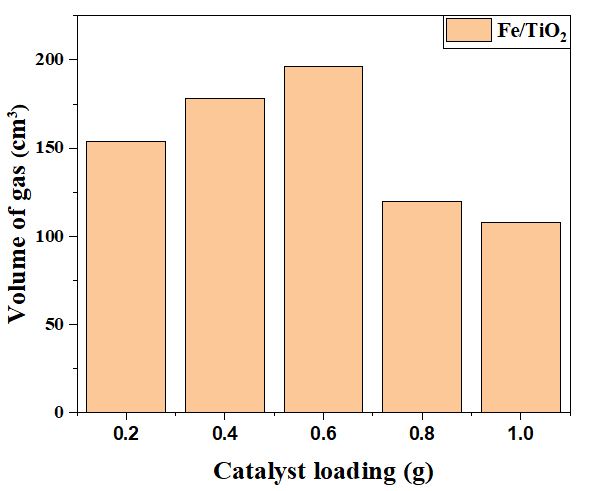 Fe/TiO₂
200
150
100
50
0
Volume of gas (cm³)
0.2 0.4 0.6 0.8 1.0
Catalyst loading (g)